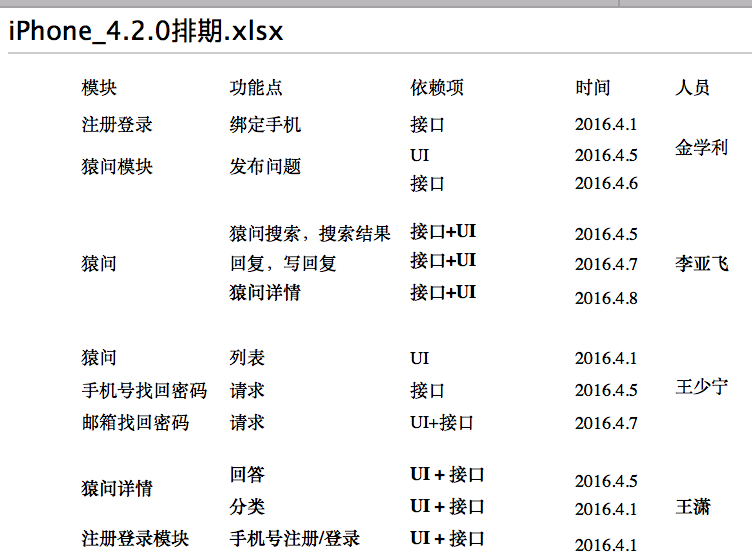 iPhone_4.2.0排期.xlsx
模块 功能点 依赖项 时间 人员
注册登录 绑定手机 接口 2016.4.1 金学利
猿问模块 发布问题 UI 2016.4.5
接口 2016.4.6
猿问搜索，搜索结果 接口+UI 2016.4.5
猿问 回复，写回复 接口+UI 2016.4.7 李亚飞
猿问详情 接口+UI 2016.4.8
猿问 列表 UI 2016.4.1
手机号找回密码 请求 接口 2016.4.5 王少宁
邮箱找回密码 请求 UI+接口 2016.4.7
猿问详情 回答 UI + 接口 2016.4.5
分类 UI + 接口 2016.4.1 王潇
注册登录模块 手机号注册/登录 UI + 接口 2016.4.1